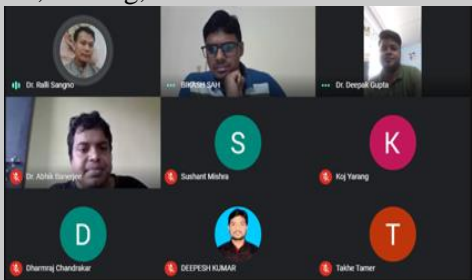 Dr. Ralli Sangno
BIKASH SAH
Dr. Deepak Gupta
Dr. Abhik Banerjee
S
Sushant Mishra
K
Koj Yarang
D
Dharmraj Chandrakar
DEEPESH KUMAR
T
Takhe Tamer